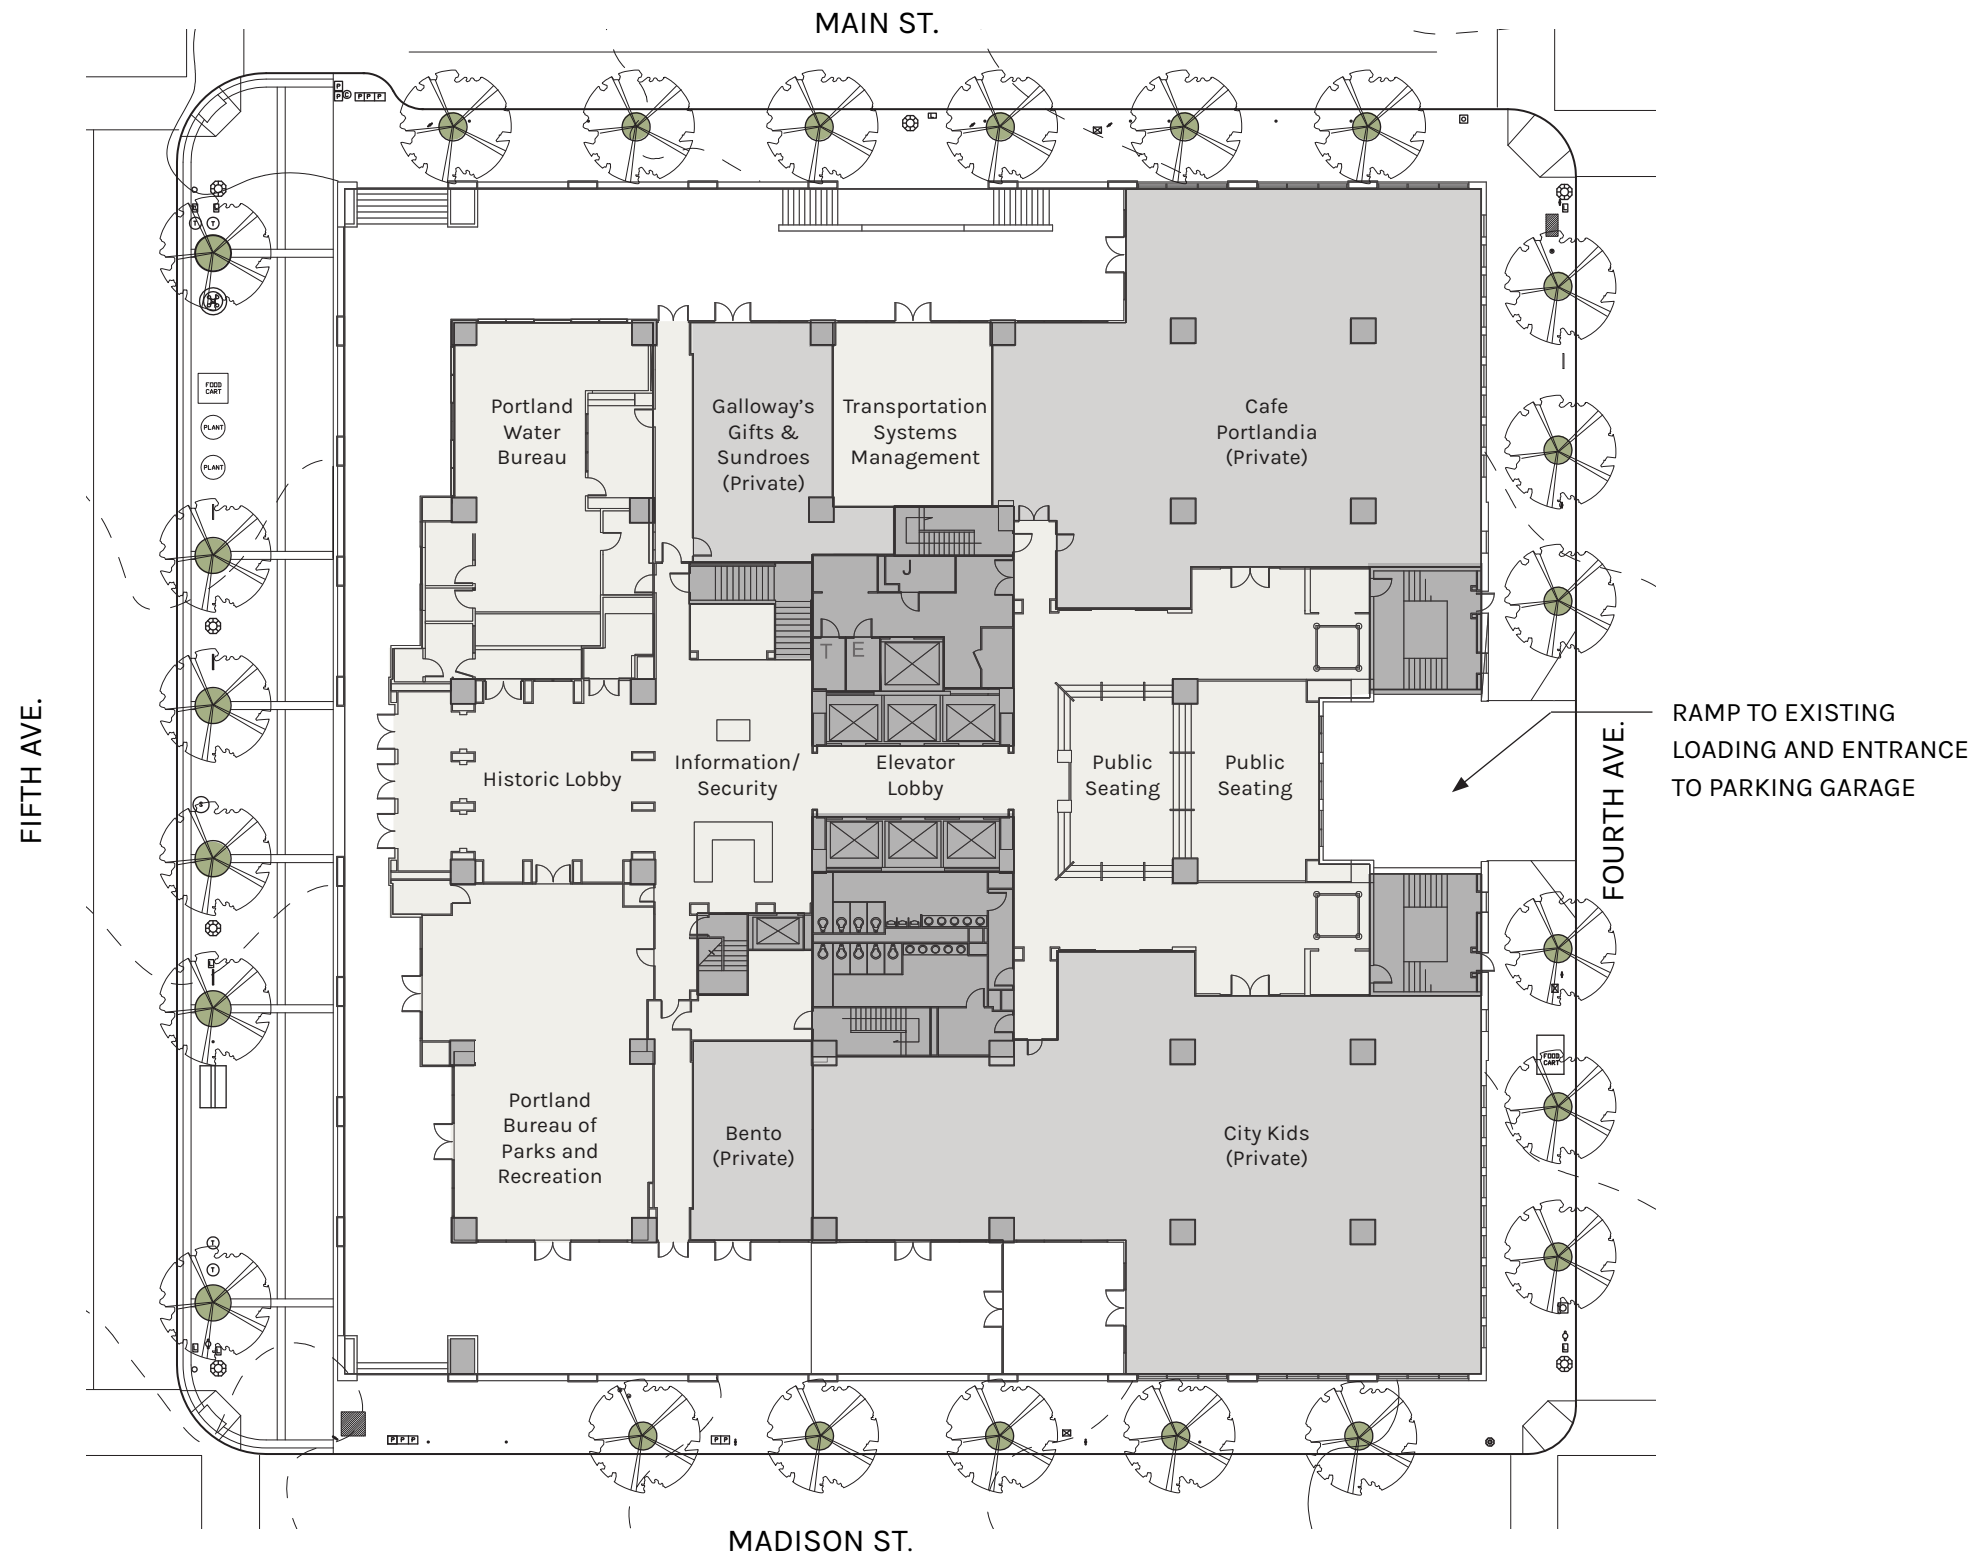 MAIN ST.
P
P
C
P P P
T
T
FOOD
CART
PLANT
PLANT
Portland
Water
Bureau
Galloway’s
Gifts &
Sundroes
(Private)
Transportation
Systems
Management
Cafe
Portlandia
(Private)
J
T E
FIFTH AVE.
Historic Lobby
Information/
Security
Elevator
Lobby
Public
Seating
Public
Seating
FOURTH AVE.
RAMP TO EXISTING
LOADING AND ENTRANCE
TO PARKING GARAGE
S
FOOD
CART
Portland
Bureau of
Parks and
Recreation
Bento
(Private)
City Kids
(Private)
T
T
P P P
P P
MADISON ST.